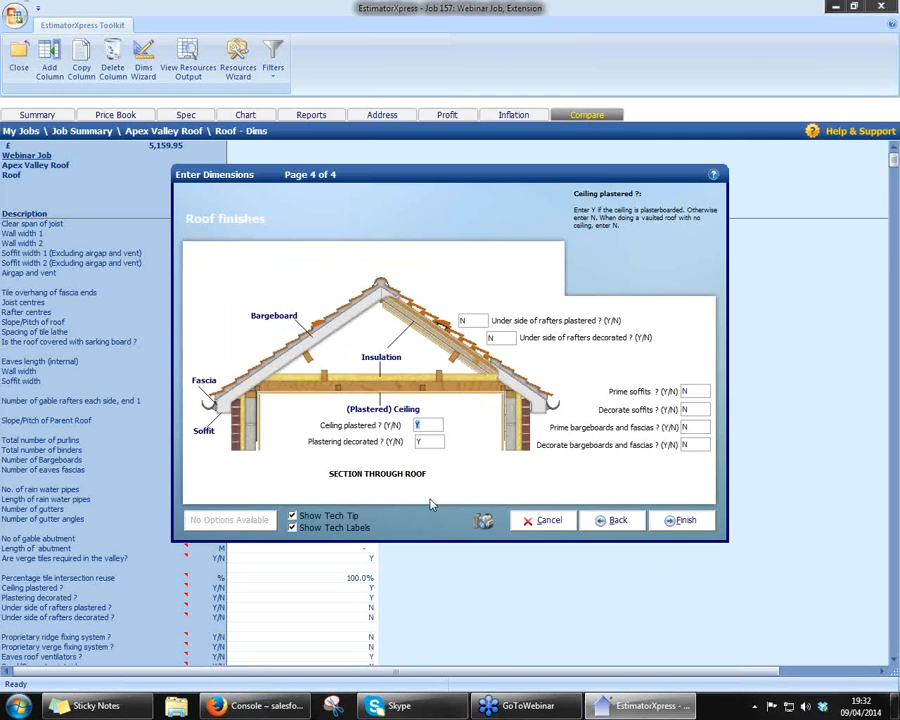 EstimatorXpress - Job 157: Webinar Job, Extension
EstimatorXpress Toolkit
Close
Add Column
Copy Column
Delete Column
Dims Wizard
View Resources Output
Resources Wizard
Filters
Summary
Price Book
Spec
Chart
Reports
Address
Profit
Inflation
Compare
My Jobs \ Job Summary \ Apex Valley Roof \ Roof - Dims
Help & Support
£ 5,159.95
Webinar Job
Apex Valley Roof
Roof
Description
Clear span of joist
Wall width 1
Wall width 2
Soffit width 1 (Excluding airgap and vent)
Soffit width 2 (Excluding airgap and vent)
Airgap and vent
Tile overhang of fascia ends
Joist centres
Rafter centres
Slope/Pitch of roof
Spacing of tile lathe
Is the roof covered with sarking board ?
Eaves length (internal)
Wall width
Soffit width
Number of gable rafters each side, end 1
Slope/Pitch of Parent Roof
Total number of purlins
Total number of binders
Number of Bargeboards
Number of eaves fascias
No. of rain water pipes
Length of rain water pipes
Number of gutters
Number of gutter angles
No of gable abutment
Length of abutment M -
Are verge tiles required in the valley? Y/N Y
Percentage tile intersection reuse % 100.0%
Ceiling plastered ? Y/N Y
Plastering decorated ? Y/N Y
Under side of rafters plastered ? Y/N N
Under side of rafters decorated ? Y/N N
Proprietary ridge fixing system ? Y/N N
Proprietary verge fixing system ? Y/N N
Eaves roof ventilators ? Y/N Y
Enter Dimensions Page 4 of 4
Roof finishes
Ceiling plastered ?:
Enter Y if the ceiling is plasterboarded. Otherwise
enter N. When doing a vaulted roof with no
ceiling, enter N.
Bargeboard
Insulation
Fascia
Soffit
(Plastered) Ceiling
N Under side of rafters plastered ? (Y/N)
N Under side of rafters decorated ? (Y/N)
Prime soffits ? (Y/N) N
Decorate soffits ? (Y/N) N
Prime bargeboards and fascias ? (Y/N) N
Decorate bargeboards and fascias ? (Y/N) N
Ceiling plastered ? (Y/N) Y
Plastering decorated ? (Y/N) Y
SECTION THROUGH ROOF
No Options Available
Show Tech Tip
Show Tech Labels
Cancel
Back
Finish
Ready
Sticky Notes
Console ~ salesfo...
Skype
GoToWebinar
EstimatorXpress - ...
19:32
09/04/2014